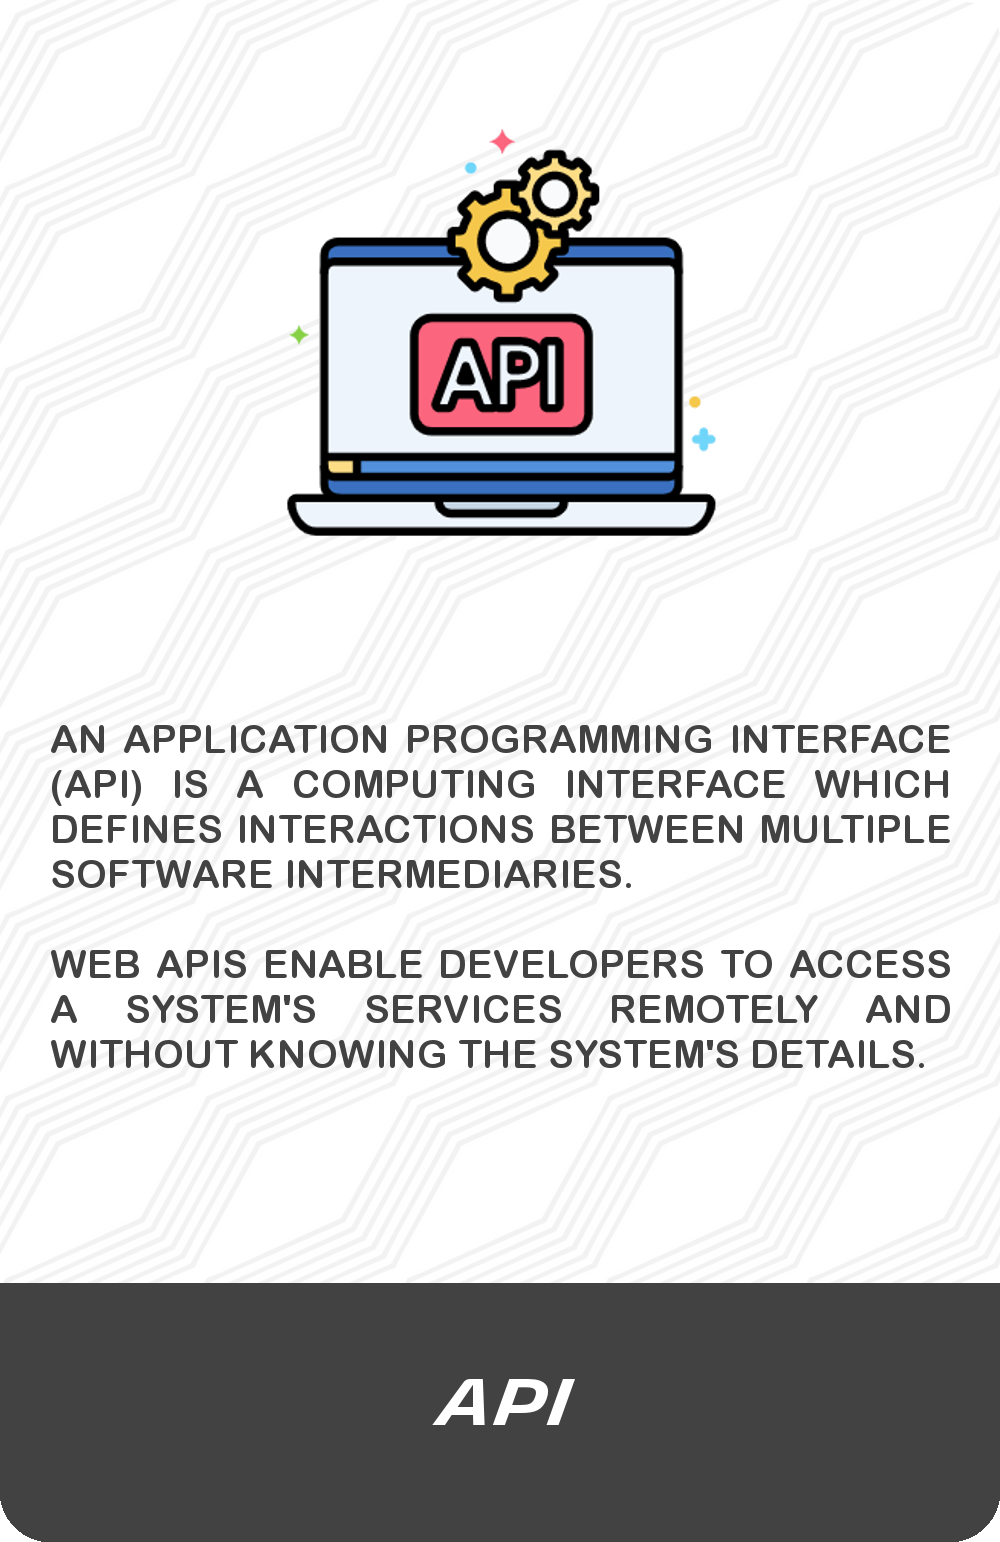 API
AN APPLICATION PROGRAMMING INTERFACE
(API) IS A COMPUTING INTERFACE WHICH
DEFINES INTERACTIONS BETWEEN MULTIPLE
SOFTWARE INTERMEDIARIES.
WEB APIS ENABLE DEVELOPERS TO ACCESS
A SYSTEM'S SERVICES REMOTELY AND
WITHOUT KNOWING THE SYSTEM'S DETAILS.
API